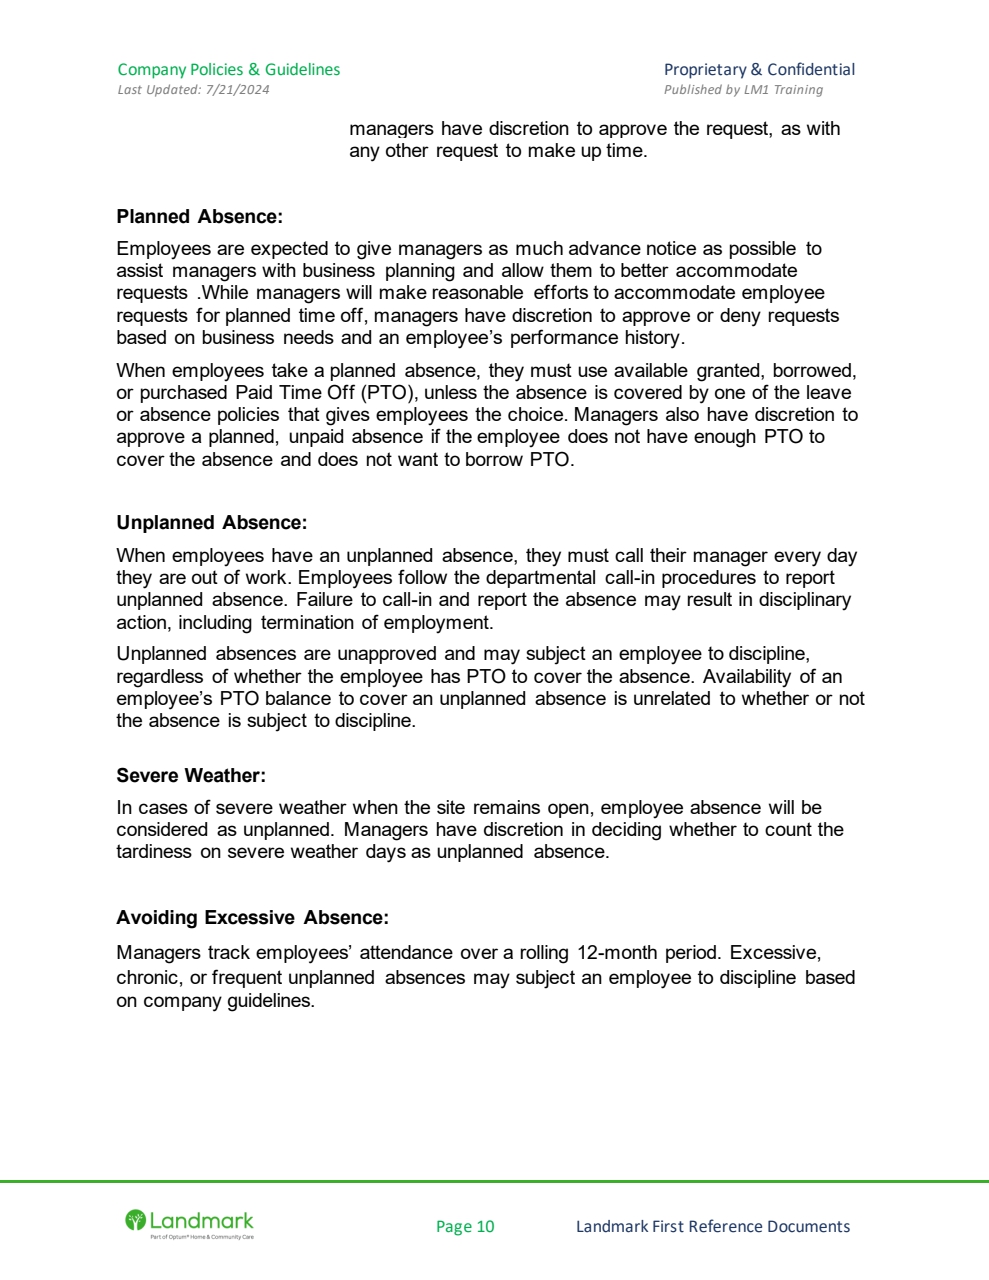 Company Policies & Guidelines
Proprietary & Confidential
Last Updated: 7/21/2024
Published by LM1 Training
managers have discretion to approve the request, as with
any other request to make up time.
Planned Absence:
Employees are expected to give managers as much advance notice as possible to
assist managers with business planning and allow them to better accommodate
requests .While managers will make reasonable efforts to accommodate employee
requests for planned time off, managers have discretion to approve or deny requests
based on business needs and an employee’s performance history.
When employees take a planned absence, they must use available granted, borrowed,
or purchased Paid Time Off (PTO), unless the absence is covered by one of the leave
or absence policies that gives employees the choice. Managers also have discretion to
approve a planned, unpaid absence if the employee does not have enough PTO to
cover the absence and does not want to borrow PTO.
Unplanned Absence:
When employees have an unplanned absence, they must call their manager every day
they are out of work. Employees follow the departmental call-in procedures to report
unplanned absence. Failure to call-in and report the absence may result in disciplinary
action, including termination of employment.
Unplanned absences are unapproved and may subject an employee to discipline,
regardless of whether the employee has PTO to cover the absence. Availability of an
employee’s PTO balance to cover an unplanned absence is unrelated to whether or not
the absence is subject to discipline.
Severe Weather:
In cases of severe weather when the site remains open, employee absence will be
considered as unplanned. Managers have discretion in deciding whether to count the
tardiness on severe weather days as unplanned absence.
Avoiding Excessive Absence:
Managers track employees’ attendance over a rolling 12-month period. Excessive,
chronic, or frequent unplanned absences may subject an employee to discipline based
on company guidelines.
Landmark
Part of Optum® Home & Community Care
Page 10
Landmark First Reference Documents